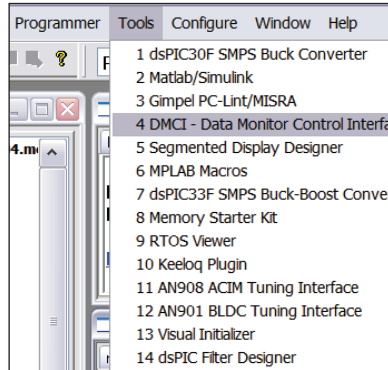 Programmer Tools Configure Window Help
1 dsPIC30F SMPS Buck Converter
2 Matlab/Simulink
3 Gimpel PC-Lint/MISRA
4 DMCI - Data Monitor Control Interfa
4.m
5 Segmented Display Designer
6 MPLAB Macros
7 dsPIC33F SMPS Buck-Boost Conve
8 Memory Starter Kit
9 RTOS Viewer
10 Keeloq Plugin
11 AN908 ACIM Tuning Interface
12 AN901 BLDC Tuning Interface
13 Visual Initializer
14 dsPIC Filter Designer